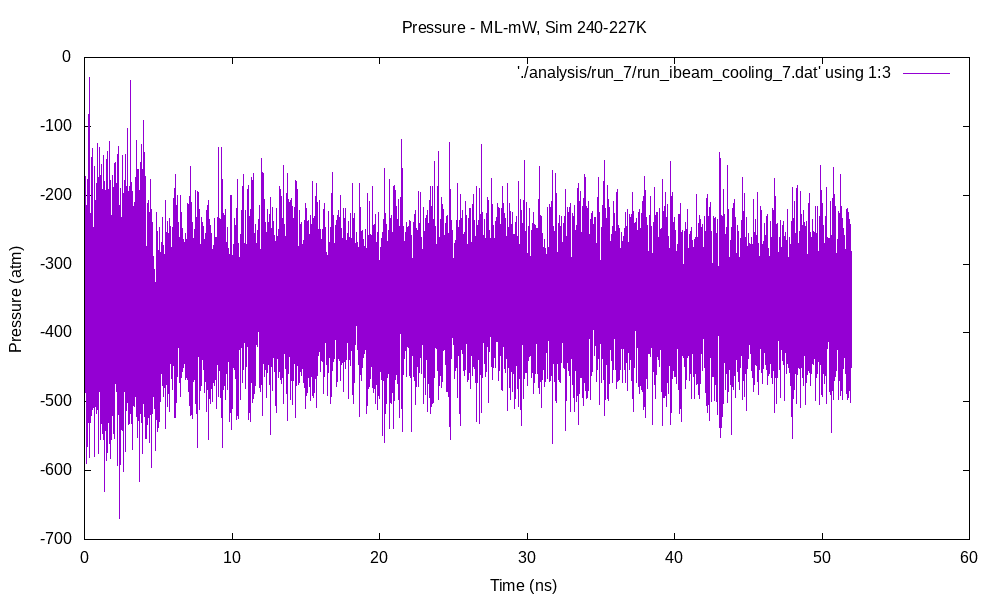 Pressure - ML-mW, Sim 240-227K
'./analysis/run_7/run_ibeam_cooling_7.dat' using 1:3
0
-100
-200
-300
-400
-500
-600
-700
Pressure (atm)
0 10 20 30 40 50 60
Time (ns)